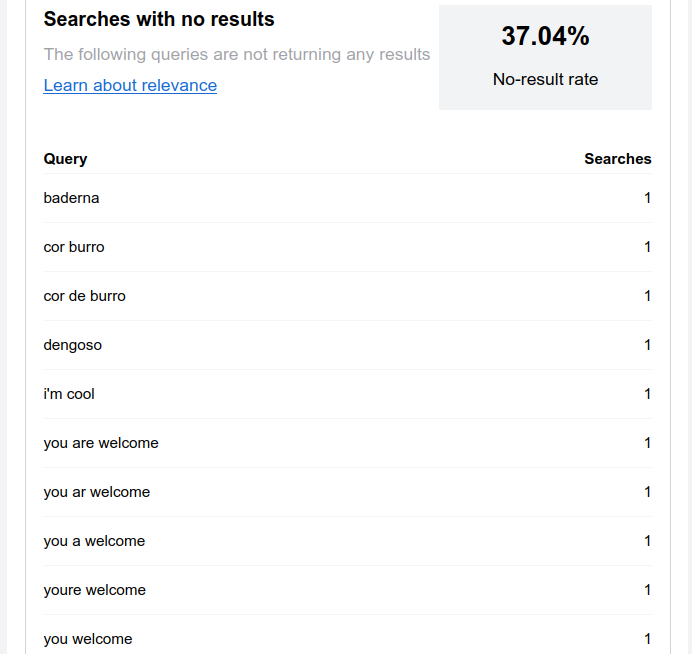 Searches with no results
The following queries are not returning any results
Learn about relevance
37.04%
No-result rate
Query Searches
baderna 1
cor burro 1
cor de burro 1
dengoso 1
i'm cool 1
you are welcome 1
you ar welcome 1
you a welcome 1
youre welcome 1
you welcome 1